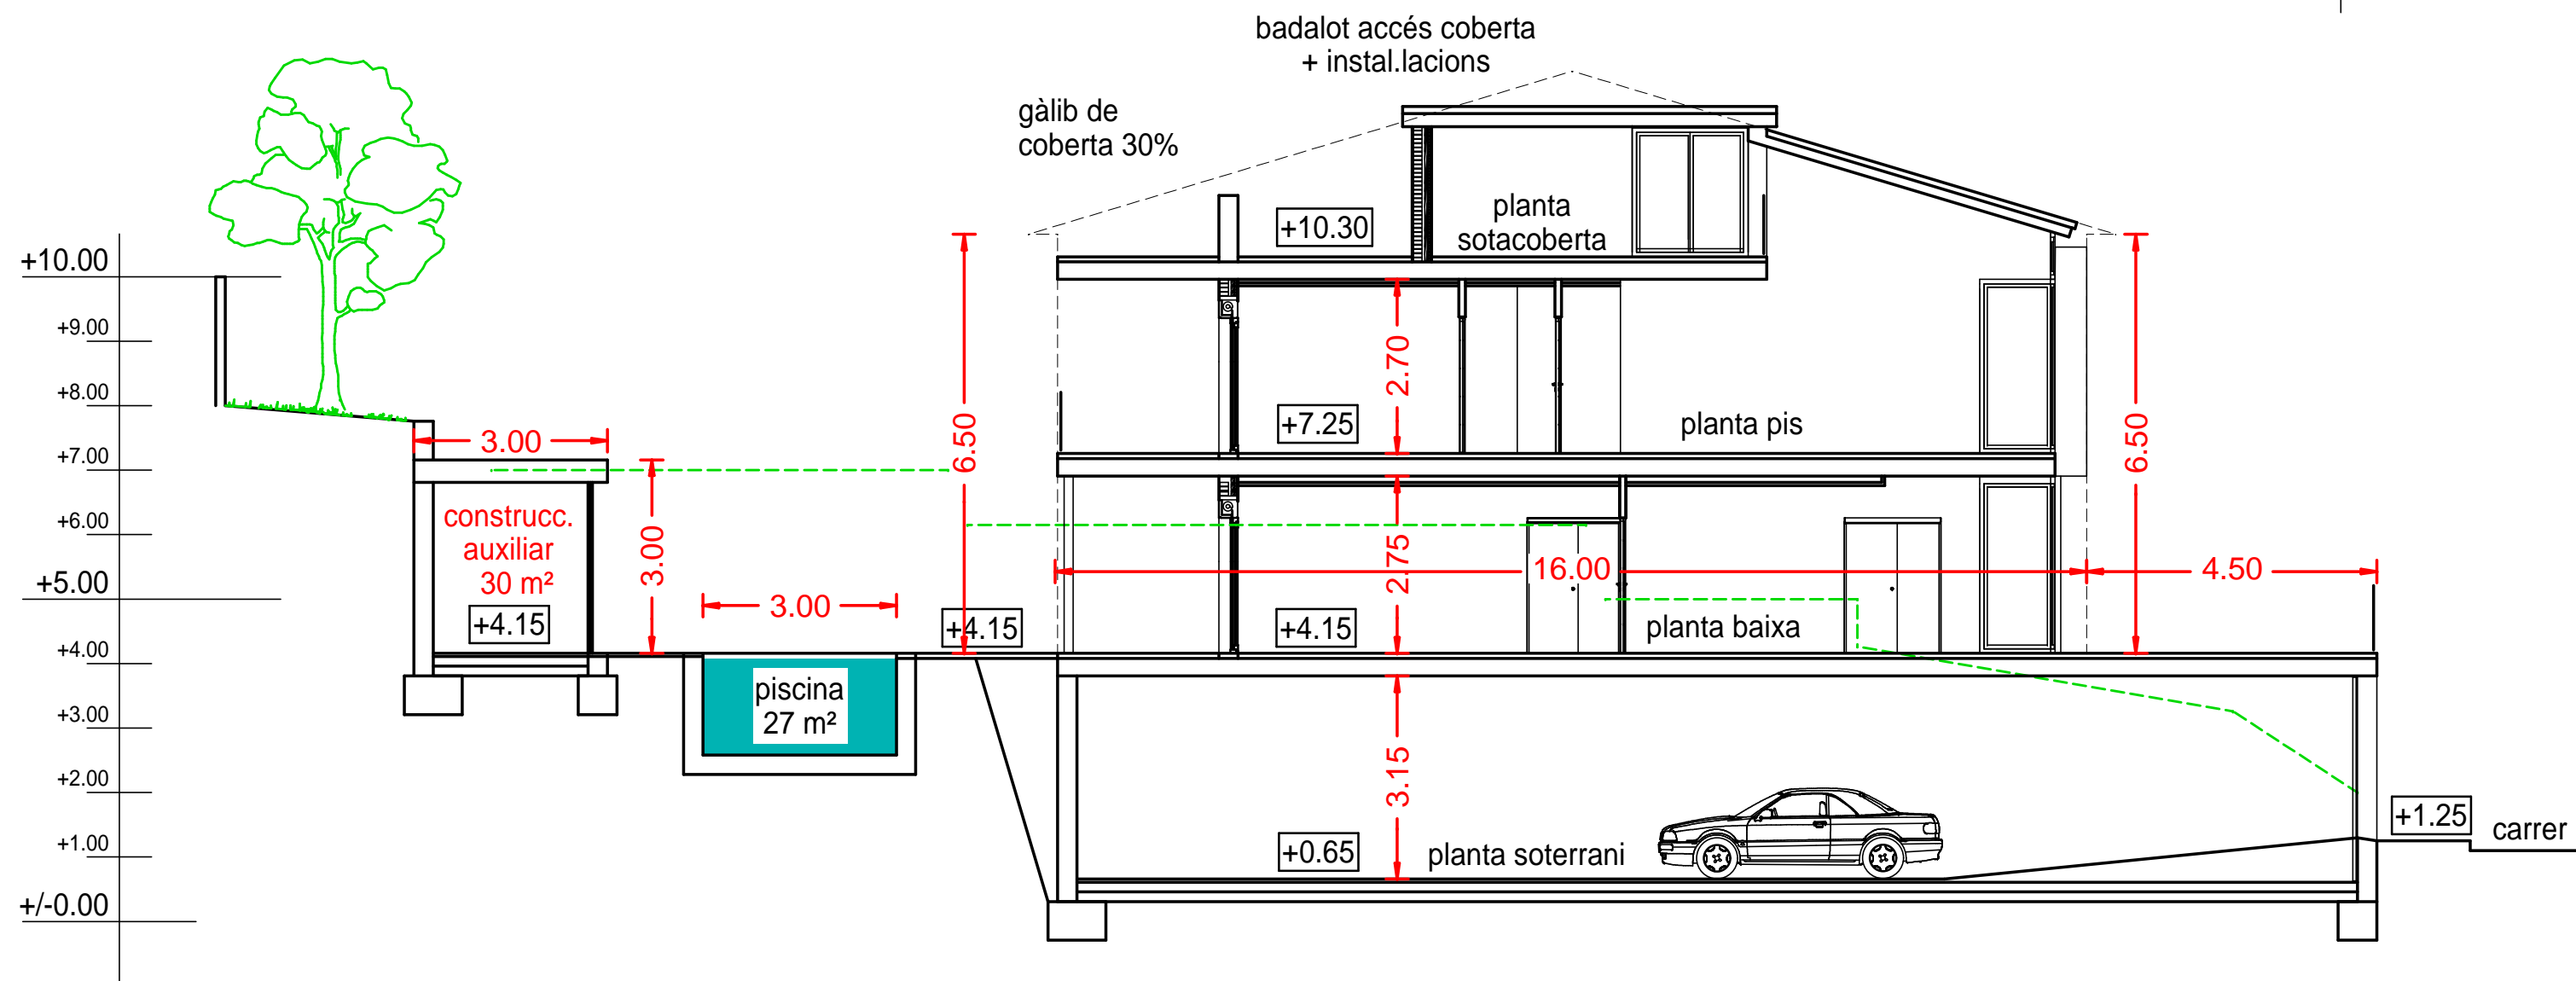 badalot accés coberta
+ instal.lacions
gàlib de
coberta 30%
planta
sotacoberta
+10.30
+10.00
+9.00
+8.00
+7.00
+6.00
+5.00
+4.00
+3.00
+2.00
+1.00
+/-0.00
2.70
+7.25
planta pis
6.50
6.50
3.00
construcc.
auxiliar
30 m²
+4.15
3.00
3.00
piscina
27 m²
+4.15
+4.15
2.75
16.00
4.50
planta baixa
3.15
+0.65
planta soterrani
+1.25
carrer